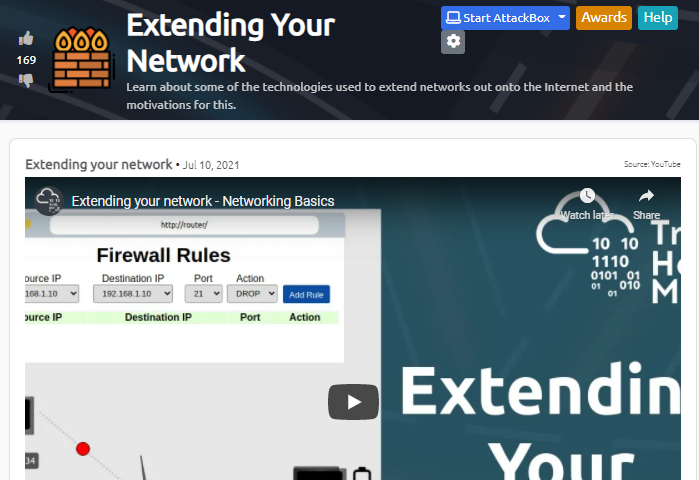 Extending Your
Network
Learn about some of the technologies used to extend networks out onto the Internet and the
motivations for this.
169
Start AttackBox
Awards
Help
Extending your network • Jul 10, 2021
Source: YouTube
Extending your network - Networking Basics
Watch later
Share
http://router/
Firewall Rules
ource IP Destination IP Port Action
168.1.10 192.168.1.10 21 DROP Add Rule
ource IP Destination IP Port Action
10 10
1110
0101 01
01 010
01
Tr
H
M
Extendin
Your
34